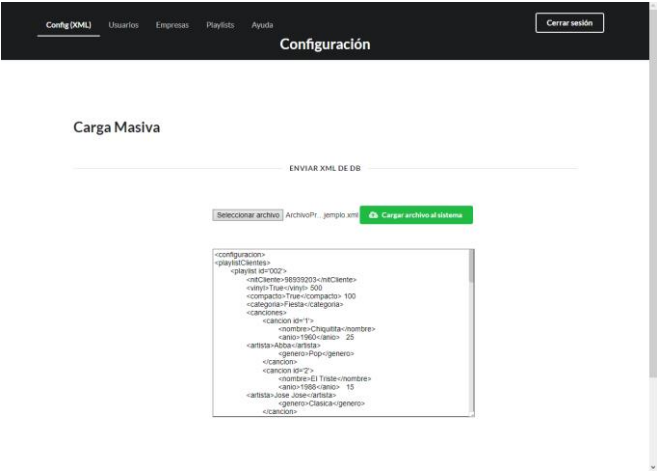 Config (XML) Usuarios Empresas Playlists Ayuda Cerrar sesión
Configuración
Carga Masiva
ENVIAR XML DE DB
Seleccionar archivo ArchivoPr...jemplo.xml Cargar archivo al sistema
<configuracion>
<playlistClientes>
<playlist id='002'>
<nitCliente>98939203</nitCliente>
<vinyl>True</vinyl> 500
<compacto>True</compacto> 100
<categoria>Fiesta</categoria>
<canciones>
<cancion id='1'>
<nombre>Chiquitita</nombre>
<anio>1960</anio> 25
<artista>Abba</artista>
<genero>Pop</genero>
</cancion>
<cancion id='2'>
<nombre>El Triste</nombre>
<anio>1988</anio> 15
<artista>Jose Jose</artista>
<genero>Clasica</genero>
</cancion>